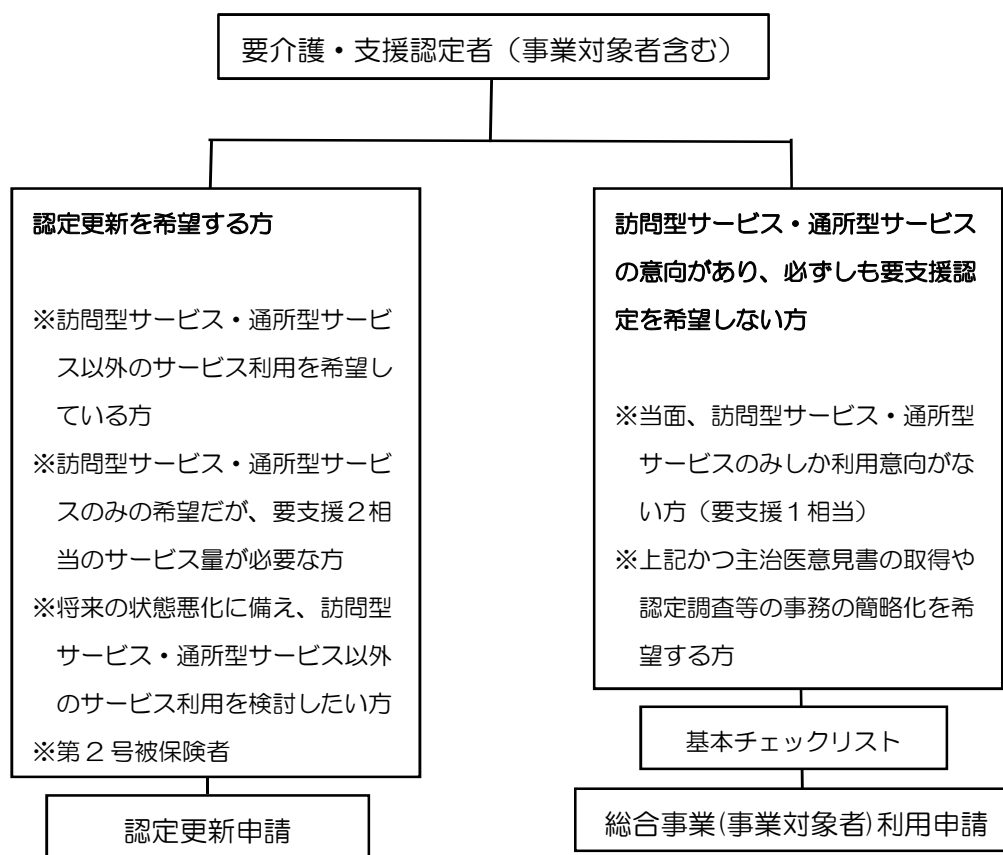 要介護・支援認定者（事業対象者含む）
認定更新を希望する方
※訪問型サービス・通所型サービ
ス以外のサービス利用を希望し
ている方
※訪問型サービス・通所型サービ
スのみの希望だが、要支援２相
当のサービス量が必要な方
※将来の状態悪化に備え、訪問型
サービス・通所型サービス以外
のサービス利用を検討したい方
※第２号被保険者
認定更新申請
訪問型サービス・通所型サービス
の意向があり、必ずしも要支援認
定を希望しない方
※当面、訪問型サービス・通所型
サービスのみしか利用意向がな
い方（要支援１相当）
※上記かつ主治医意見書の取得や
認定調査等の事務の簡略化を希
望する方
基本チェックリスト
総合事業(事業対象者)利用申請